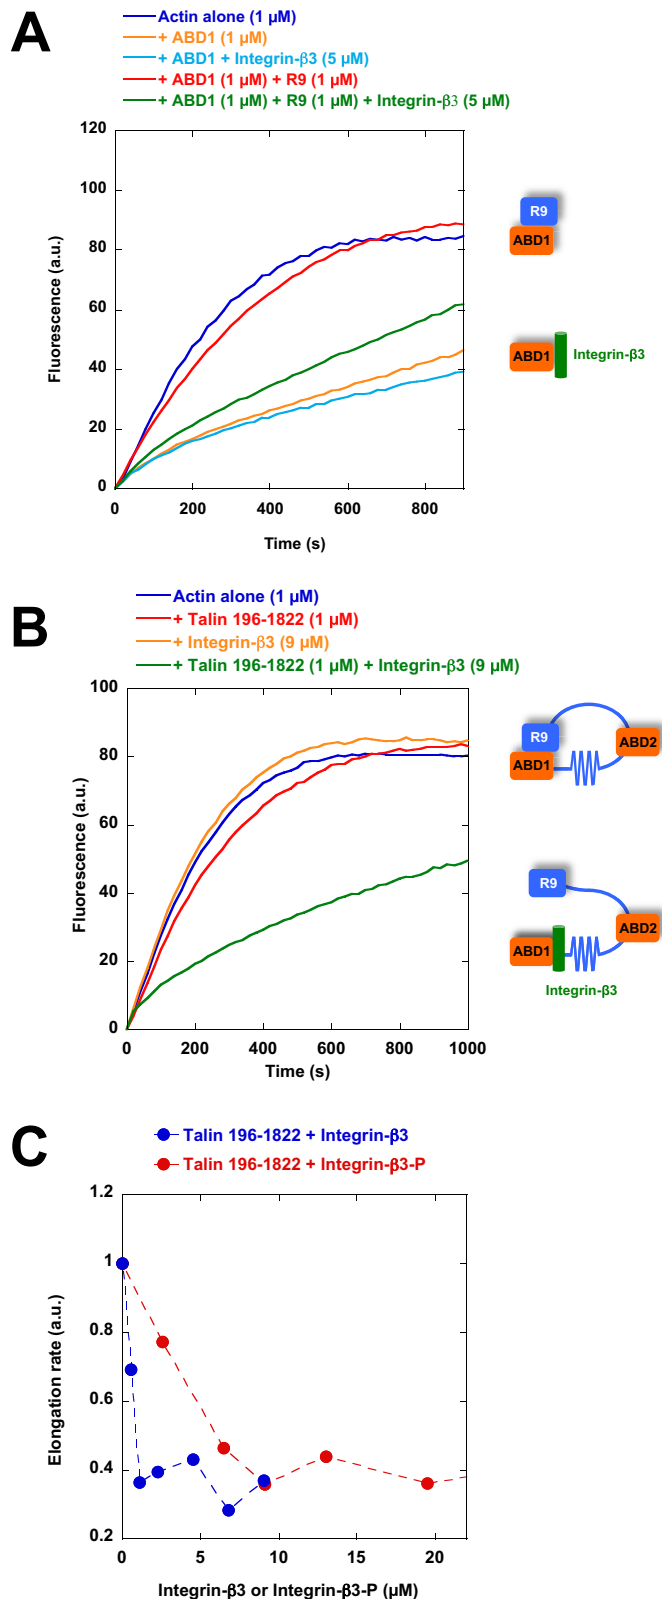 A
Actin alone (1 µM)
+ ABD1 (1 µM)
+ ABD1 + Integrin-β3 (5 µM)
+ ABD1 (1 µM) + R9 (1 µM)
+ ABD1 (1 µM) + R9 (1 µM) + Integrin-β3 (5 µM)
120
100
80
60
40
20
0
Fluorescence (a.u.)
0 200 400 600 800
Time (s)
R9
ABD1
ABD1 Integrin-β3
B
Actin alone (1 µM)
+ Talin 196-1822 (1 µM)
+ Integrin-β3 (9 µM)
+ Talin 196-1822 (1 µM) + Integrin-β3 (9 µM)
100
80
60
40
20
0
Fluorescence (a.u.)
0 200 400 600 800 1000
Time (s)
R9 ABD2
ABD1
R9
ABD2
ABD1
Integrin-β3
C
Talin 196-1822 + Integrin-β3
Talin 196-1822 + Integrin-β3-P
1.2
1
0.8
0.6
0.4
0.2
Elongation rate (a.u.)
0 5 10 15 20
Integrin-β3 or Integrin-β3-P (µM)